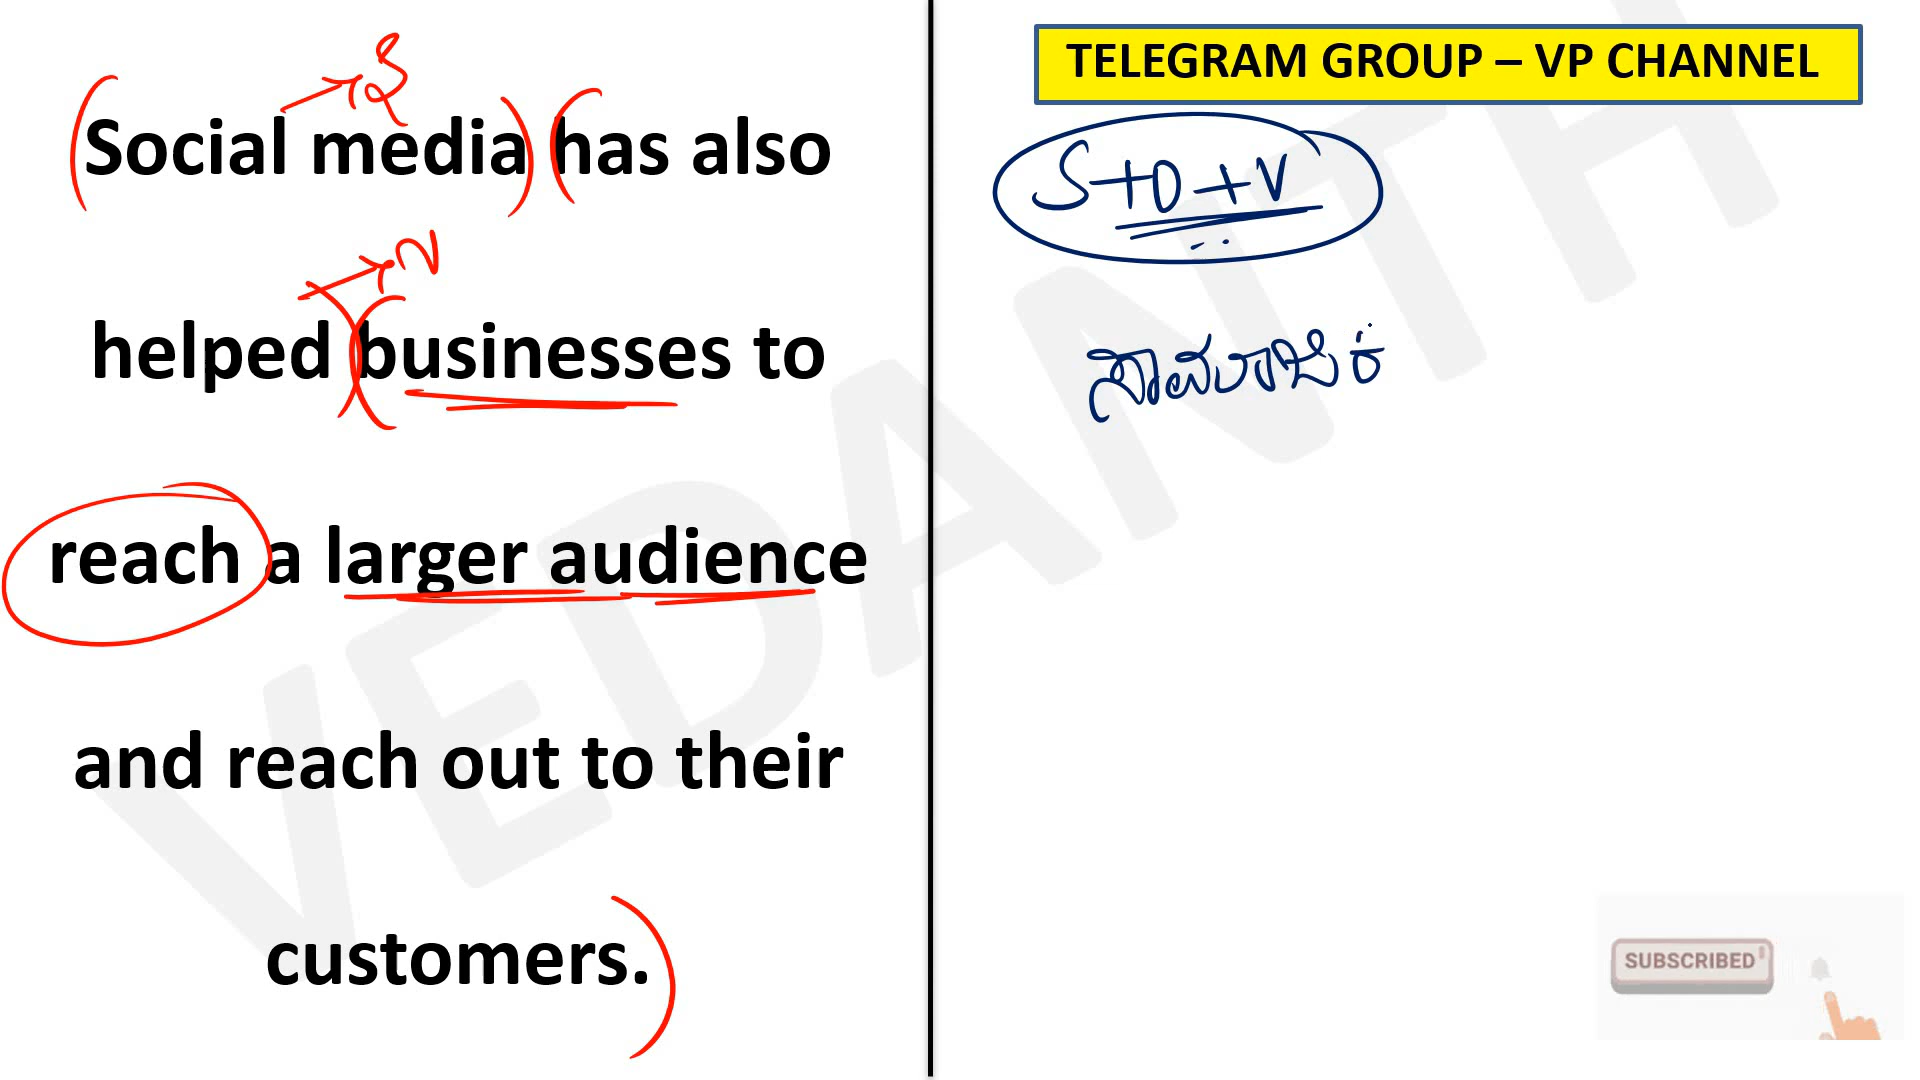 Social media has also
helped businesses to
reach a larger audience
and reach out to their
customers.
S
V
TELEGRAM GROUP – VP CHANNEL
S+O+V
ಸಾಮಾಜಿಕ
VEDANTH
SUBSCRIBED